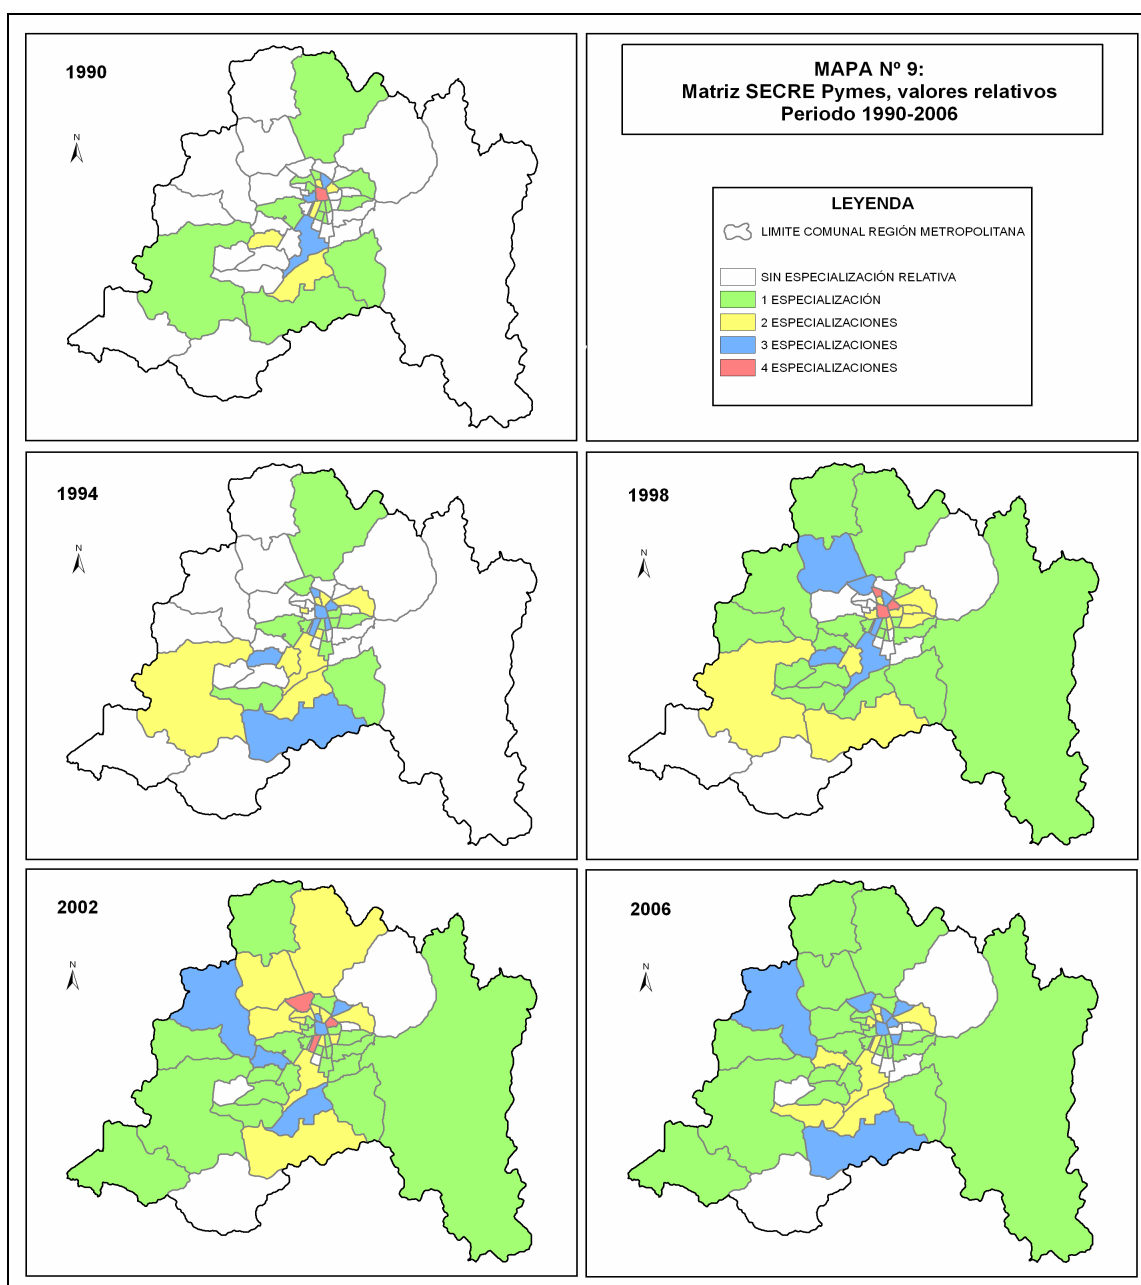 1990
N
MAPA Nº 9:
Matriz SECRE Pymes, valores relativos
Periodo 1990-2006
LEYENDA
LIMITE COMUNAL REGIÓN METROPOLITANA
SIN ESPECIALIZACIÓN RELATIVA
1 ESPECIALIZACIÓN
2 ESPECIALIZACIONES
3 ESPECIALIZACIONES
4 ESPECIALIZACIONES
1994
N
1998
N
2002
N
2006
N